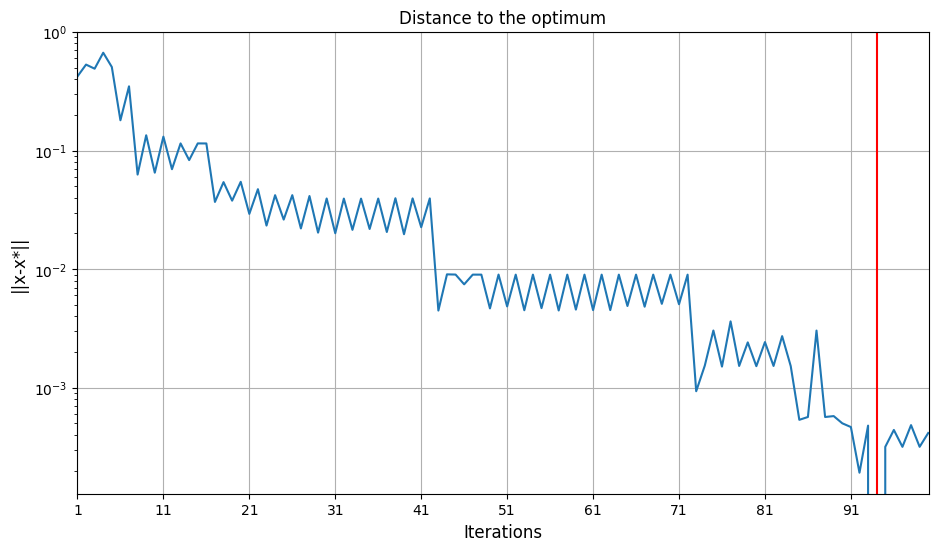 Distance to the optimum
10^0
10^-1
10^-2
10^-3
||x-x*||
1 11 21 31 41 51 61 71 81 91
Iterations